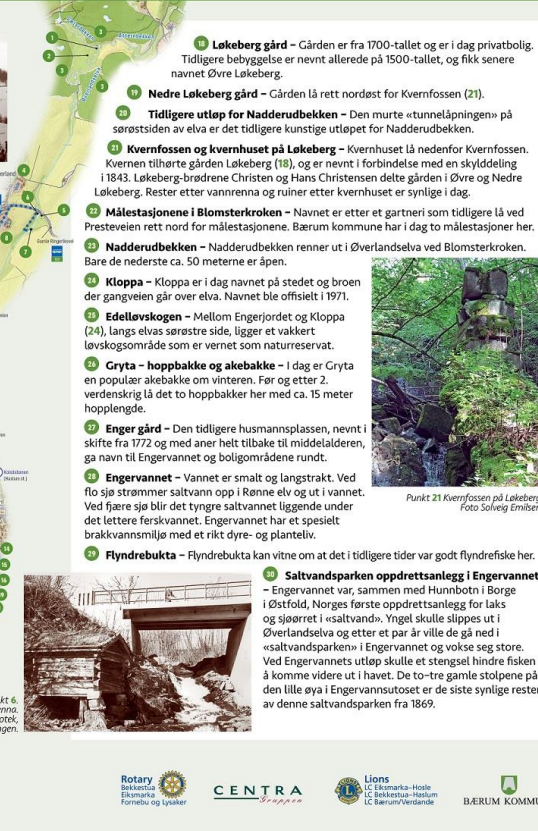 18 Løkeberg gård – Gården er fra 1700-tallet og er i dag privatbolig.
Tidligere bebyggelse er nevnt allerede på 1500-tallet, og fikk senere
navnet Øvre Løkeberg.
19 Nedre Løkeberg gård – Gården lå rett nordøst for Kvernfossen (21).
20 Tidligere utløp for Nadderudbekken – Den murte «tunnelåpningen» på
sørøstsiden av elva er det tidligere kunstige utløpet for Nadderudbekken.
21 Kvernfossen og kvernhuset på Løkeberg – Kvernhuset lå nedenfor Kvernfossen.
Kvernen tilhørte gården Løkeberg (18), og er nevnt i forbindelse med en skylddeling
i 1843. Løkeberg-brødrene Christen og Hans Christensen delte gården i Øvre og Nedre
Løkeberg. Rester etter vannrenna og ruiner etter kvernhuset er synlige i dag.
22 Målestasjonene i Blomsterkroken – Navnet er etter et gartneri som tidligere lå ved
Presteveien rett nord for målestasjonene. Bærum kommune har i dag to målestasjoner her.
23 Nadderudbekken – Nadderudbekken renner ut i Øverlandselva ved Blomsterkroken.
Bare de nederste ca. 50 meterne er åpen.
24 Kloppa – Kloppa er i dag navnet på stedet og broen
der gangveien går over elva. Navnet ble offisielt i 1971.
25 Edelløvskogen – Mellom Engerjordet og Kloppa
(24), langs elvas sørøstre side, ligger et vakkert
løvskogsområde som er vernet som naturreservat.
26 Gryta – hoppbakke og akebakke – I dag er Gryta
en populær akebakke om vinteren. Før og etter 2.
verdenskrig lå det to hoppbakker her med ca. 15 meter
hopplengde.
27 Enger gård – Den tidligere husmannsplassen, nevnt i
skifte fra 1772 og med aner helt tilbake til middelalderen,
ga navn til Engervannet og boligområdene rundt.
28 Engervannet – Vannet er smalt og langstrakt. Ved
flo sjø strømmer saltvann opp i Rønne elv og ut i vannet.
Ved fjære sjø blir det tyngre saltvannet liggende under
det lettere ferskvannet. Engervannet har et spesielt
brakkvannsmiljø med et rikt dyre- og planteliv.
Punkt 21 Kvernfossen på Løkeberg
Foto Solveig Emilsen
29 Flyndrebukta – Flyndrebukta kan vitne om at det i tidligere tider var godt flyndrefiske her.
30 Saltvandsparken oppdrettsanlegg i Engervannet
– Engervannet var, sammen med Hunnbotn i Borge
i Østfold, Norges første oppdrettsanlegg for laks
og sjøørret i «saltvand». Yngel skulle slippes ut i
Øverlandselva og etter et par år ville de gå ned i
«saltvandsparken» i Engervannet og vokse seg store.
Ved Engervannets utløp skulle et stengsel hindre fisken
å komme videre ut i havet. De to–tre gamle stolpene på
den lille øya i Engervannsutoset er de siste synlige rester
av denne saltvandsparken fra 1869.
kt 6.
enna.
otek,
ngen.
Rotary
Bekkestua
Eiksmarka
Fornebu og Lysaker
CENTRA
Gruppen
Lions
LC Eiksmarka–Hosle
LC Bekkestua–Haslum
LC Bærum/Verdande
BÆRUM KOMMU